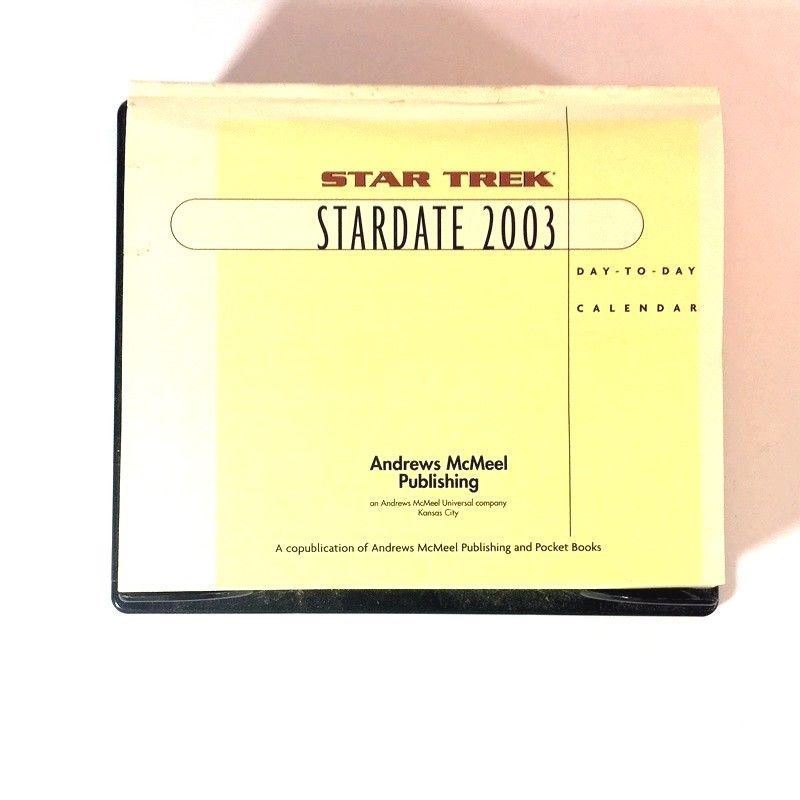 STAR TREK
STARDATE 2003
DAY-TO-DAY
CALENDAR
Andrews McMeel
Publishing
an Andrews McMeel Universal company
Kansas City
A copublication of Andrews McMeel Publishing and Pocket Books